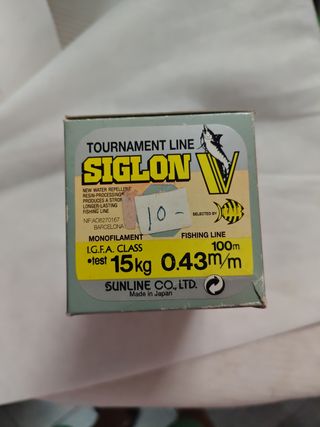 TOURNAMENT LINE
SIGLON V
NEW WATER REPELLENT
RESIN-PROCESSING
PRODUCES A STRONG
LONGER-LASTING
FISHING LINE
NIF:A08270167
BARCELONA
10-
SELECTED BY
MONOFILAMENT FISHING LINE
I.G.F.A. CLASS 100m
•test 15kg 0.43m/m
SUNLINE CO., LTD.
Made in Japan